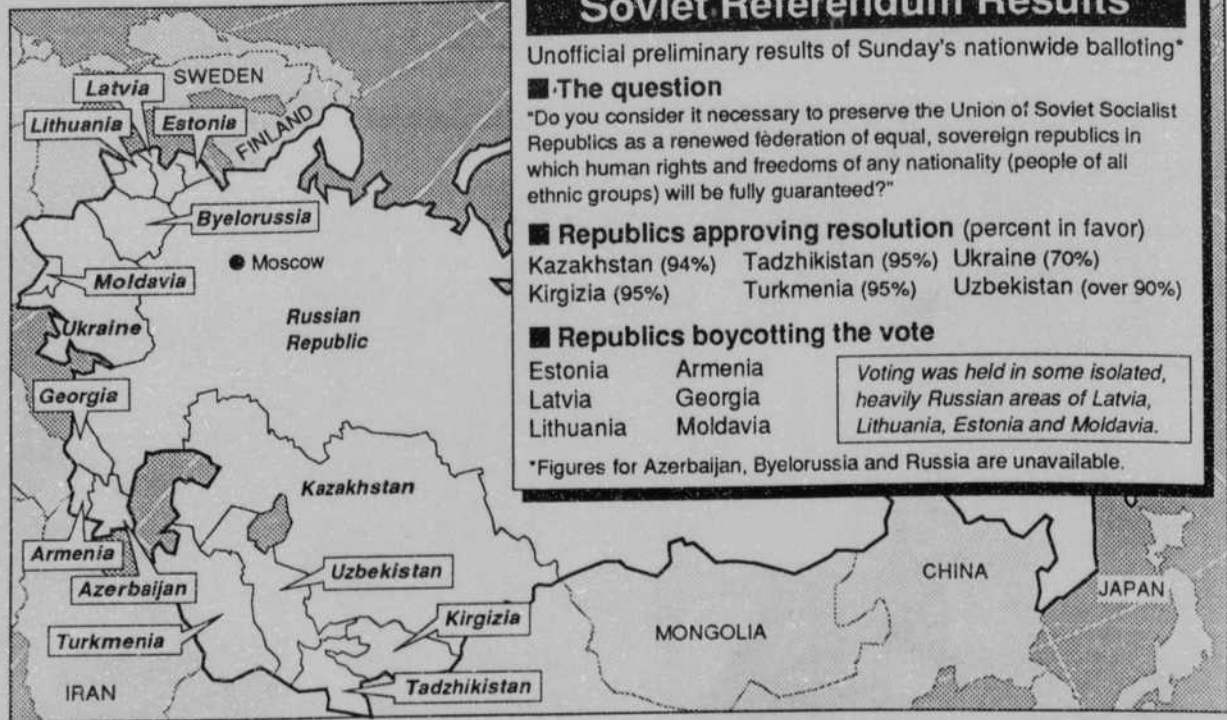 Soviet Referendum Results
Unofficial preliminary results of Sunday's nationwide balloting*
The question
"Do you consider it necessary to preserve the Union of Soviet Socialist
Republics as a renewed federation of equal, sovereign republics in
which human rights and freedoms of any nationality (people of all
ethnic groups) will be fully guaranteed?"
Republics approving resolution (percent in favor)
Kazakhstan (94%) Tadzhikistan (95%) Ukraine (70%)
Kirgizia (95%) Turkmenia (95%) Uzbekistan (over 90%)
Republics boycotting the vote
Estonia Armenia
Latvia Georgia
Lithuania Moldavia
Voting was held in some isolated,
heavily Russian areas of Latvia,
Lithuania, Estonia and Moldavia.
*Figures for Azerbaijan, Byelorussia and Russia are unavailable.
SWEDEN
Latvia
Lithuania
Estonia
FINLAND
Byelorussia
Moscow
Moldavia
Ukraine
Russian
Republic
Georgia
Kazakhstan
Armenia
Azerbaijan
Uzbekistan
Turkmenia
Kirgizia
Tadzhikistan
IRAN
MONGOLIA
CHINA
JAPAN